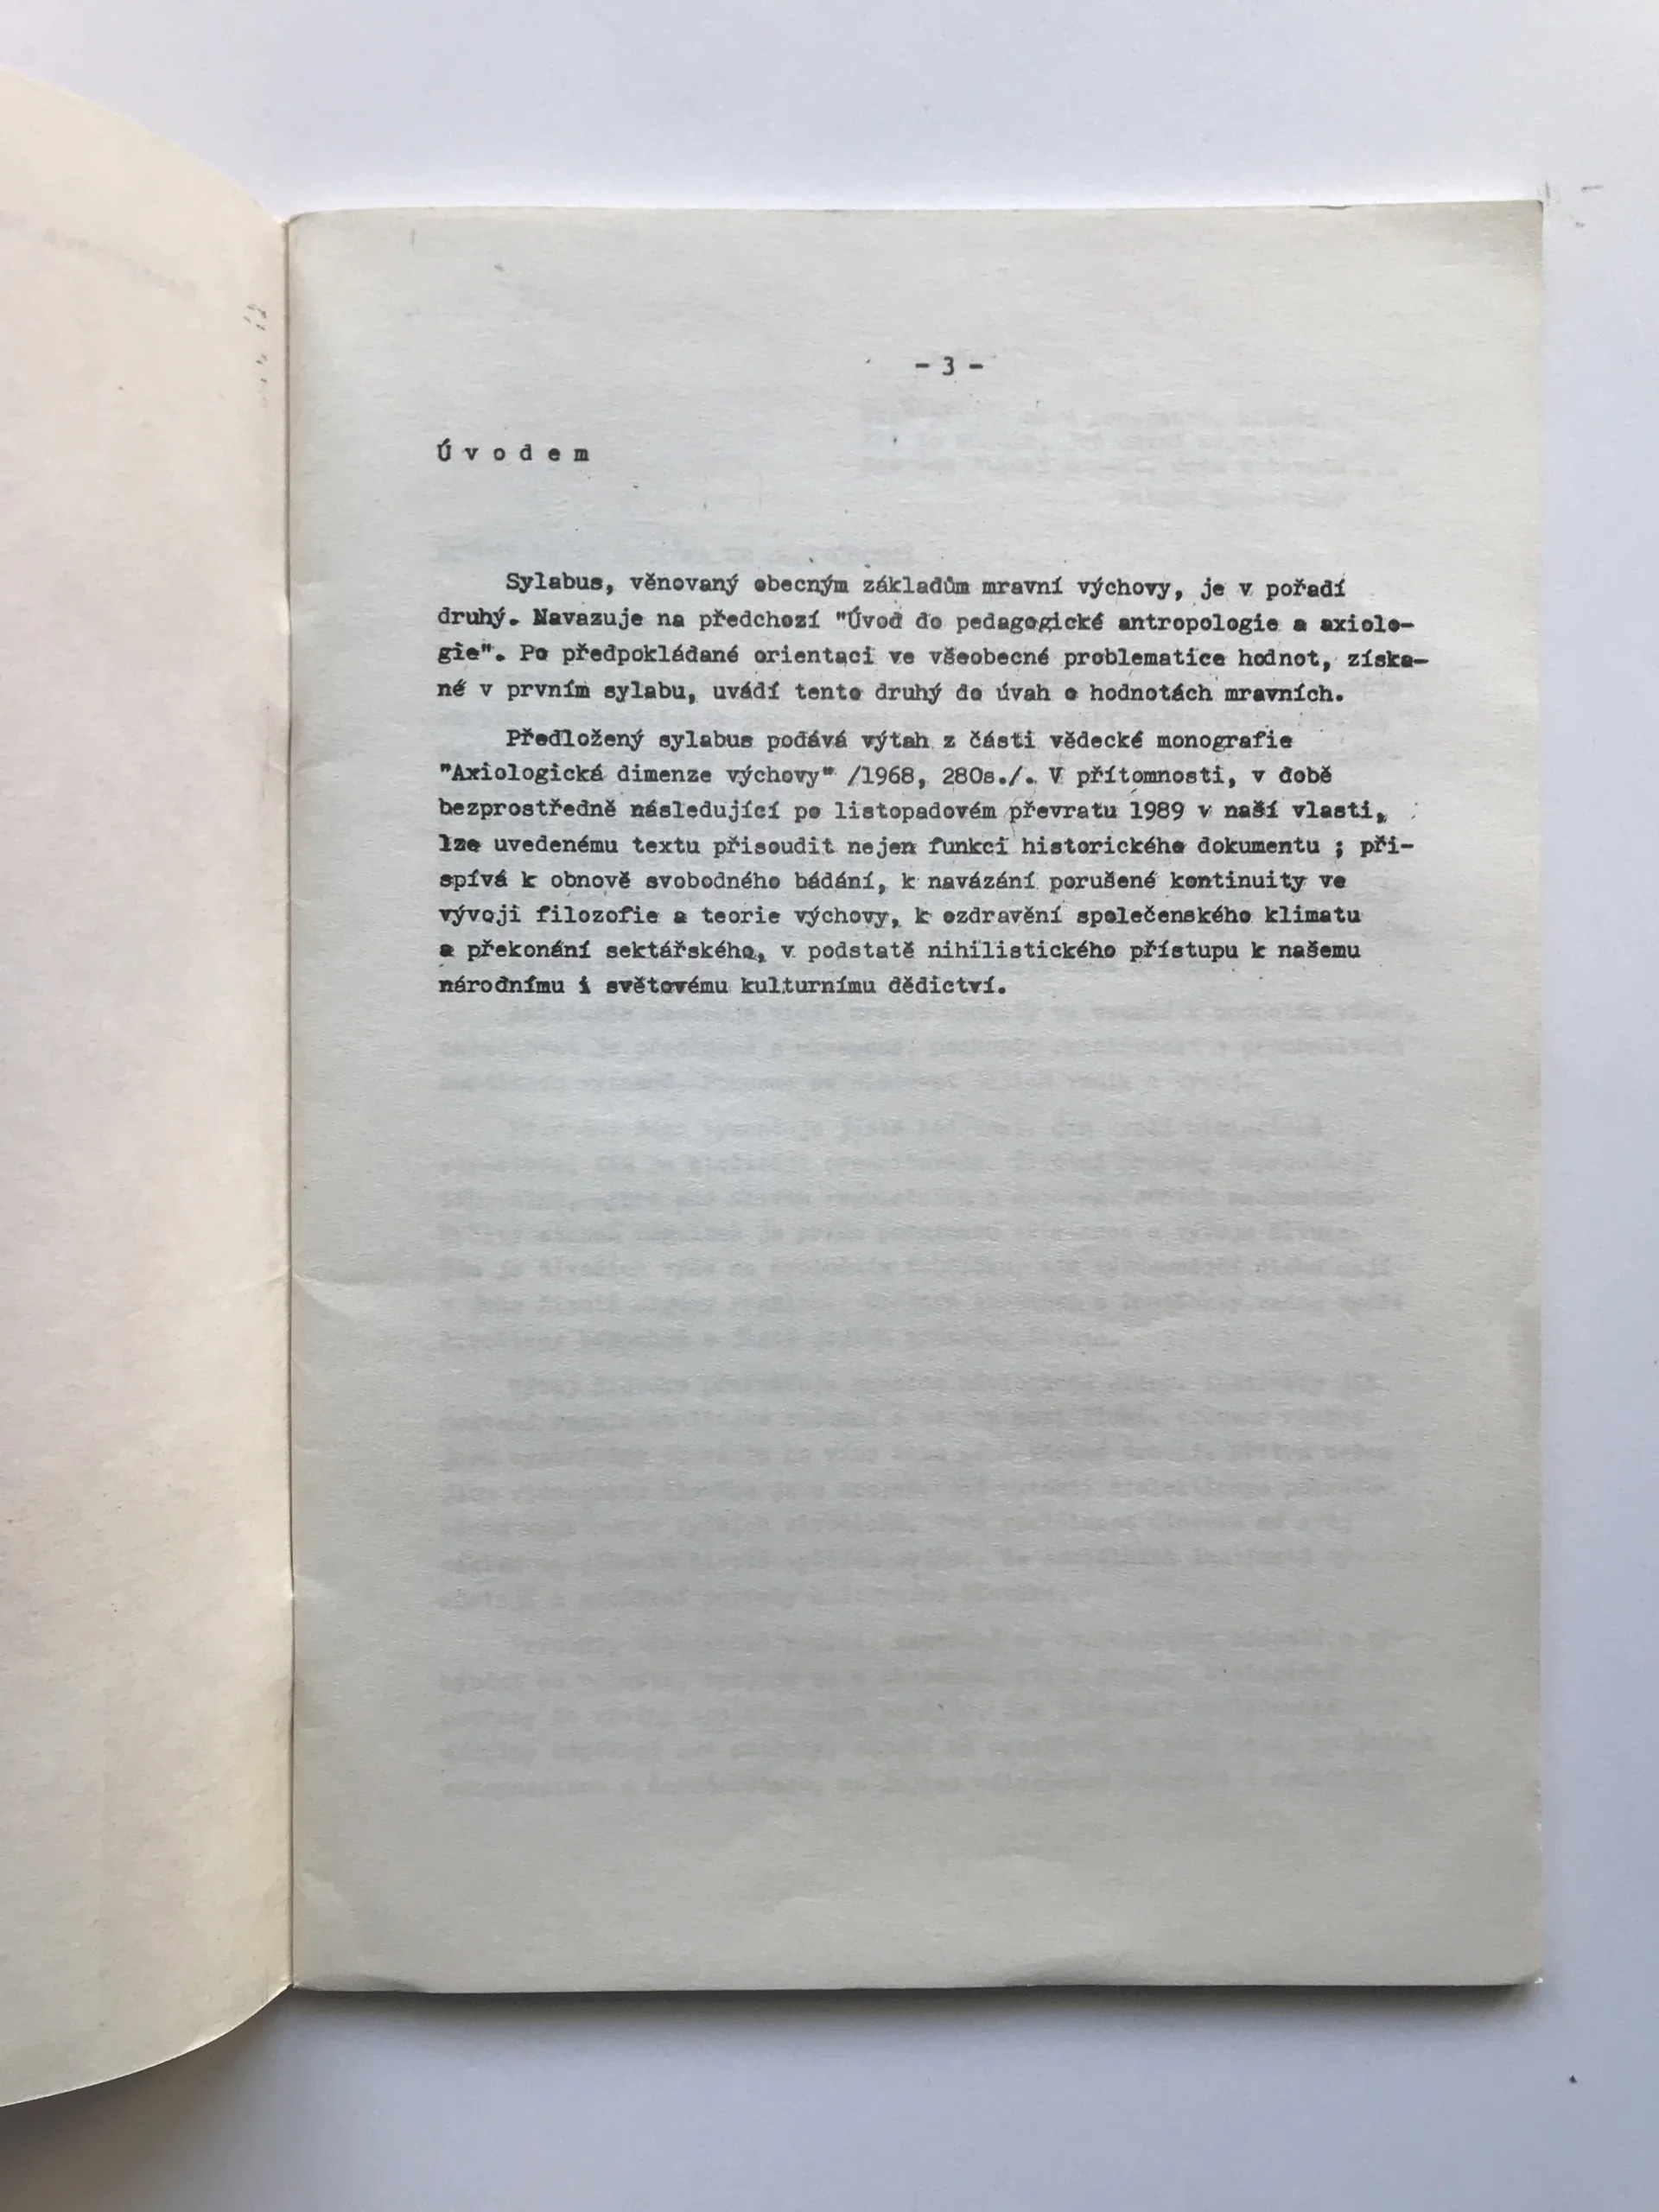 - 3 -
Úvodem
Sylabus, věnovaný obecným základům mravní výchovy, je v pořadí
druhý. Navazuje na předchozí "Úvod do pedagogické antropologie a axiolo-
gie". Po předpokládané orientaci ve všeobecné problematice hodnot, získa-
né v prvním sylabu, uvádí tento druhý do úvah o hodnotách mravních.
Předložený sylabus podává výtah z části vědecké monografie
"Axiologická dimenze výchovy" /1968, 280s./. V přítomnosti, v době
bezprostředně následující po listopadovém převratu 1989 v naší vlasti,
lze uvedenému textu přisoudit nejen funkci historického dokumentu ; při-
spívá k obnově svobodného bádání, k navázání porušené kontinuity ve
vývoji filozofie a teorie výchovy, k ozdravění společenského klimatu
a překonání sektářského, v podstatě nihilistického přístupu k našemu
národnímu i světovému kulturnímu dědictví.